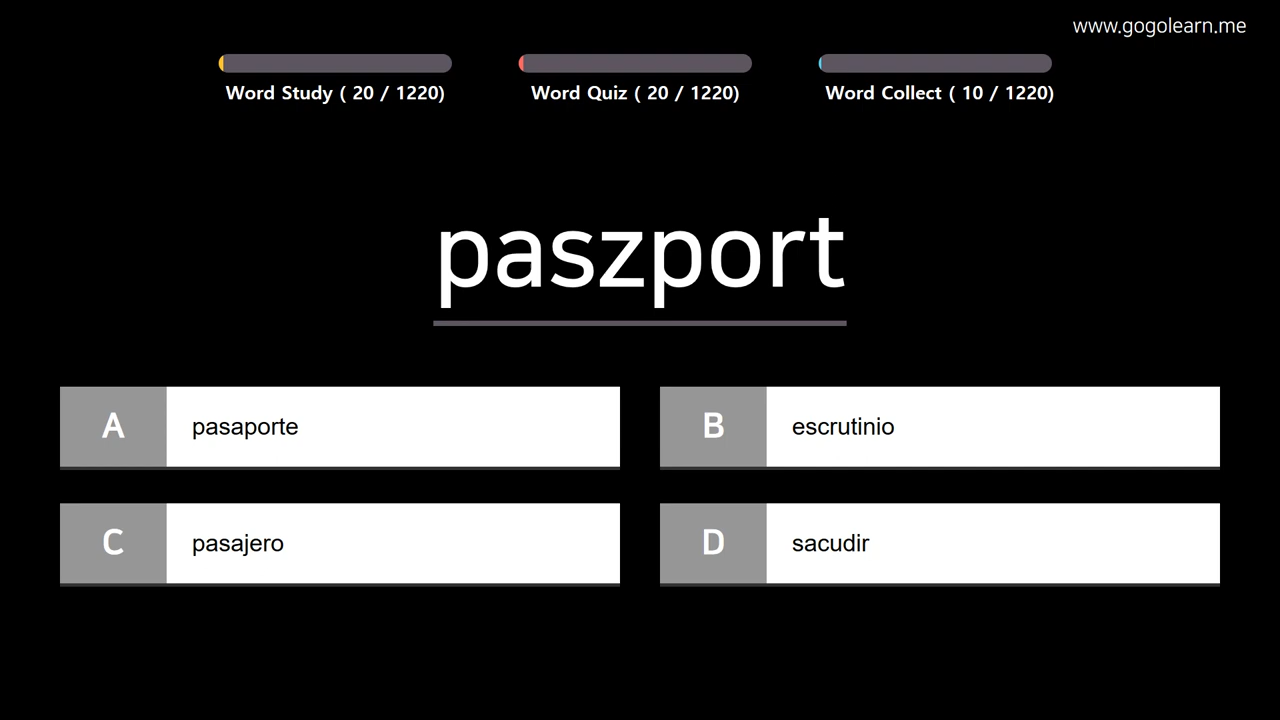 www.gogolearn.me
Word Study ( 20 / 1220)
Word Quiz ( 20 / 1220)
Word Collect ( 10 / 1220)
paszport
A pasaporte
B escrutinio
C pasajero
D sacudir